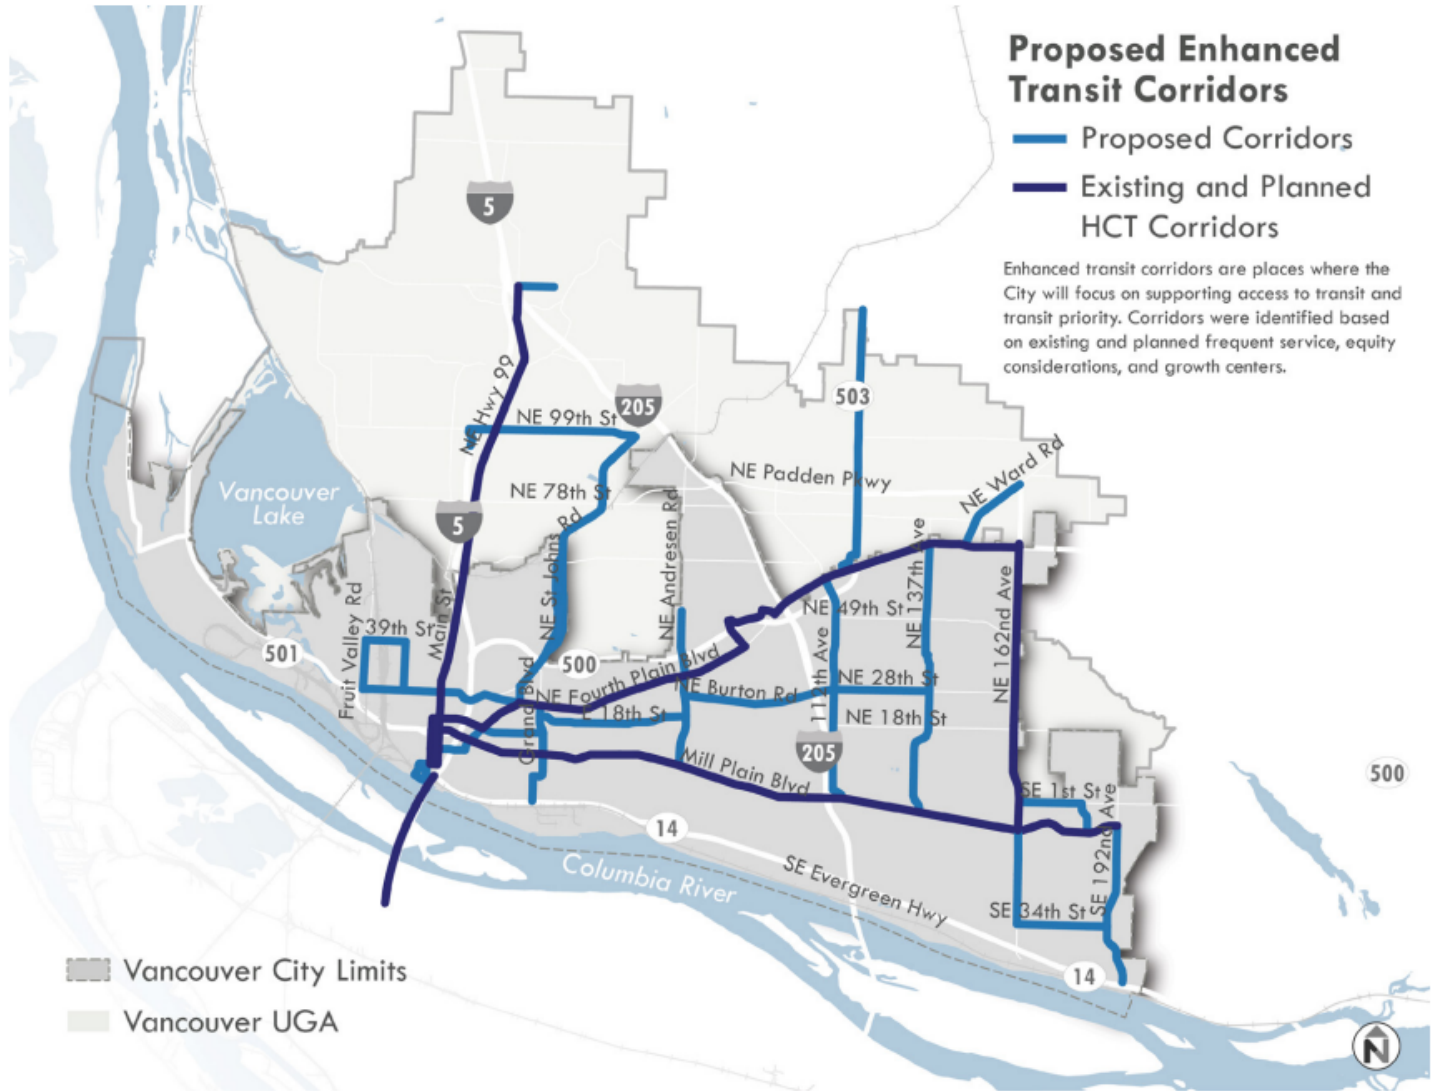 Proposed Enhanced
Transit Corridors
Proposed Corridors
Existing and Planned
HCT Corridors
Enhanced transit corridors are places where the
City will focus on supporting access to transit and
transit priority. Corridors were identified based
on existing and planned frequent service, equity
considerations, and growth centers.
5
503
205
NE Hwy 99
NE 99th St
NE Padden Pkwy
NE Ward Rd
Vancouver
Lake
NE 78th St
5
NE St Johns Rd
NE Andresen Rd
NE 137th Ave
NE 162nd Ave
Fruit Valley Rd
39th St
Main St
NE 49th St
501
500
112th Ave
NE Fourth Plain Blvd
NE Burton Rd
NE 28th St
Grand Blvd
E 18th St
NE 18th St
205
Mill Plain Blvd
500
SE 1st St
SE 192nd Ave
14
Columbia River
SE Evergreen Hwy
SE 34th St
14
Vancouver City Limits
Vancouver UGA
N